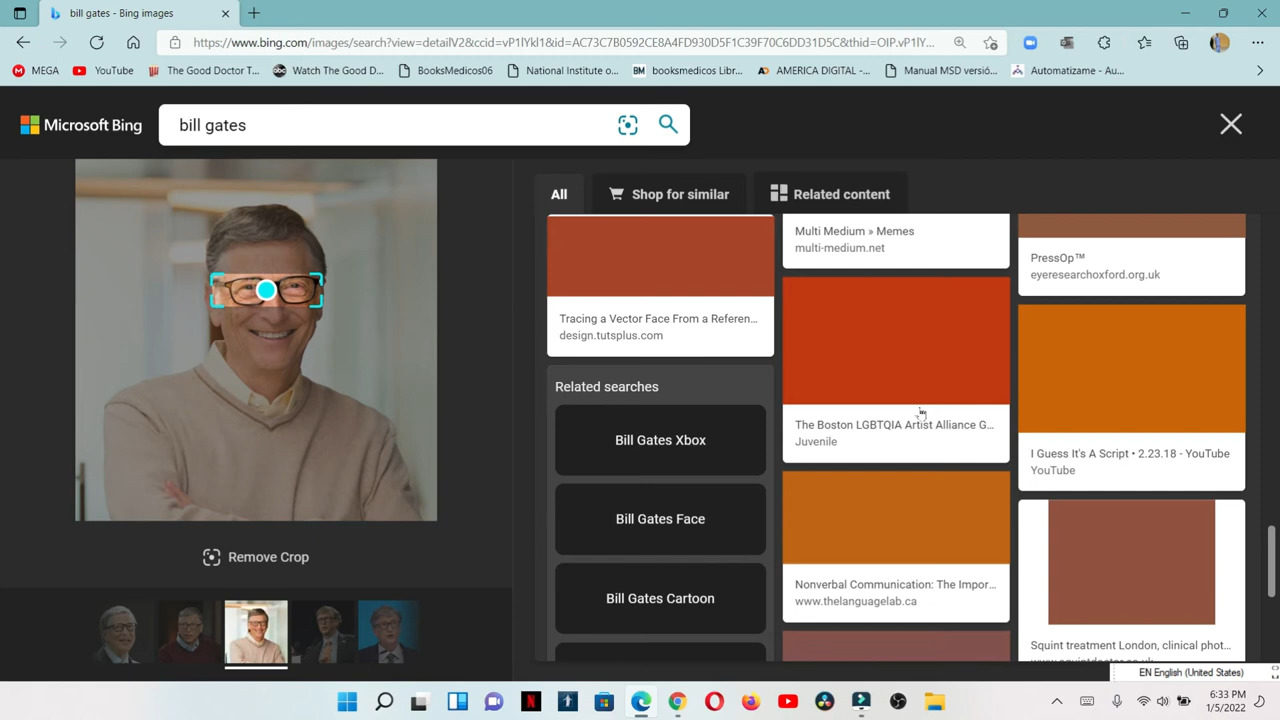 bill gates - Bing images
https://www.bing.com/images/search?view=detailV2&ccid=vP1lYkl1&id=AC73C7B0592CE8A4FD930D5F1C39F70C6DD31D5C&thid=OIP.vP1lY...
MEGA
YouTube
The Good Doctor T...
abc
Watch The Good D...
BooksMedicos06
National Institute o...
BM
booksmedicos Libr...
AD
AMERICA DIGITAL -...
Manual MSD versió...
Automatizame - Au...
Microsoft Bing
bill gates
All
Shop for similar
Related content
Tracing a Vector Face From a Referen...
design.tutsplus.com
Related searches
Bill Gates Xbox
Bill Gates Face
Bill Gates Cartoon
Multi Medium » Memes
multi-medium.net
The Boston LGBTQIA Artist Alliance G...
Juvenile
Nonverbal Communication: The Impor...
www.thelanguagelab.ca
PressOp™
eyeresearchoxford.org.uk
I Guess It's A Script • 2.23.18 - YouTube
YouTube
Squint treatment London, clinical phot...
Remove Crop
EN English (United States)
6:33 PM
1/5/2022